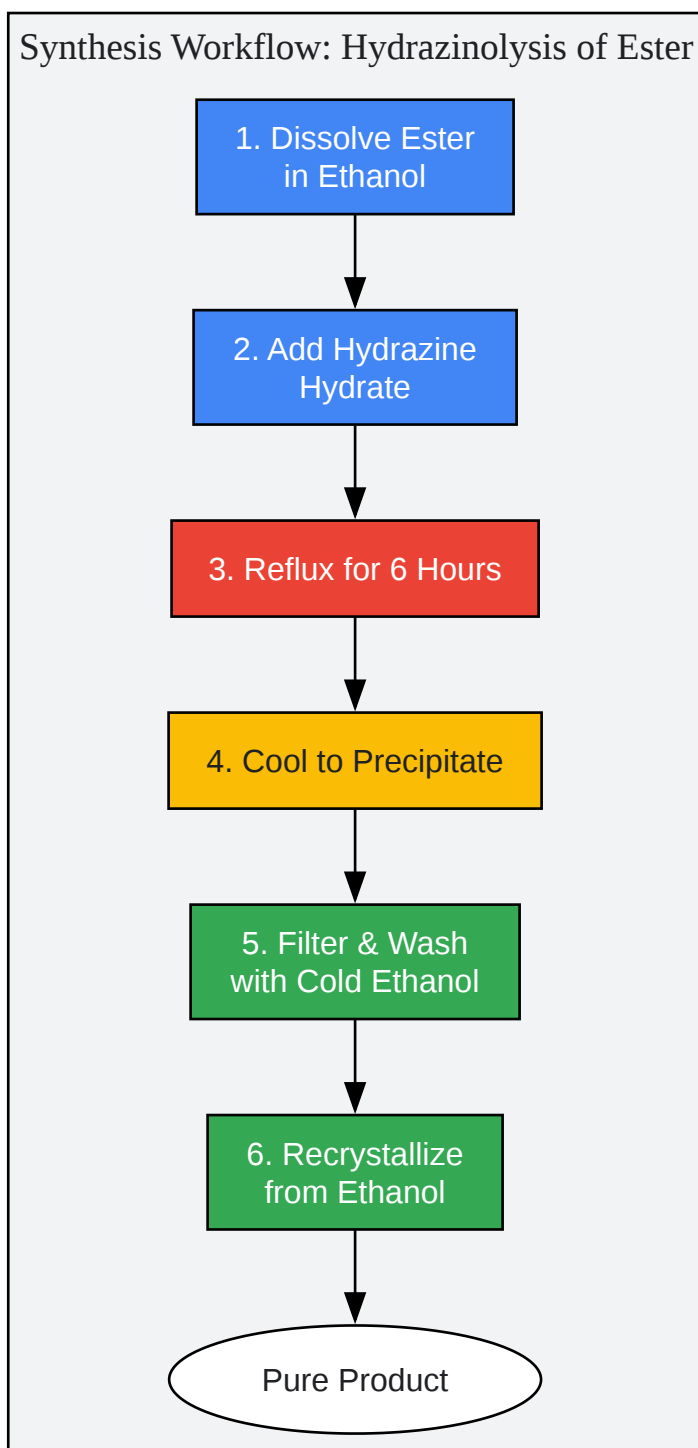 Synthesis Workflow: Hydrazinolysis of Ester
1. Dissolve Ester
in Ethanol
2. Add Hydrazine
Hydrate
3. Reflux for 6 Hours
4. Cool to Precipitate
5. Filter & Wash
with Cold Ethanol
6. Recrystallize
from Ethanol
Pure Product